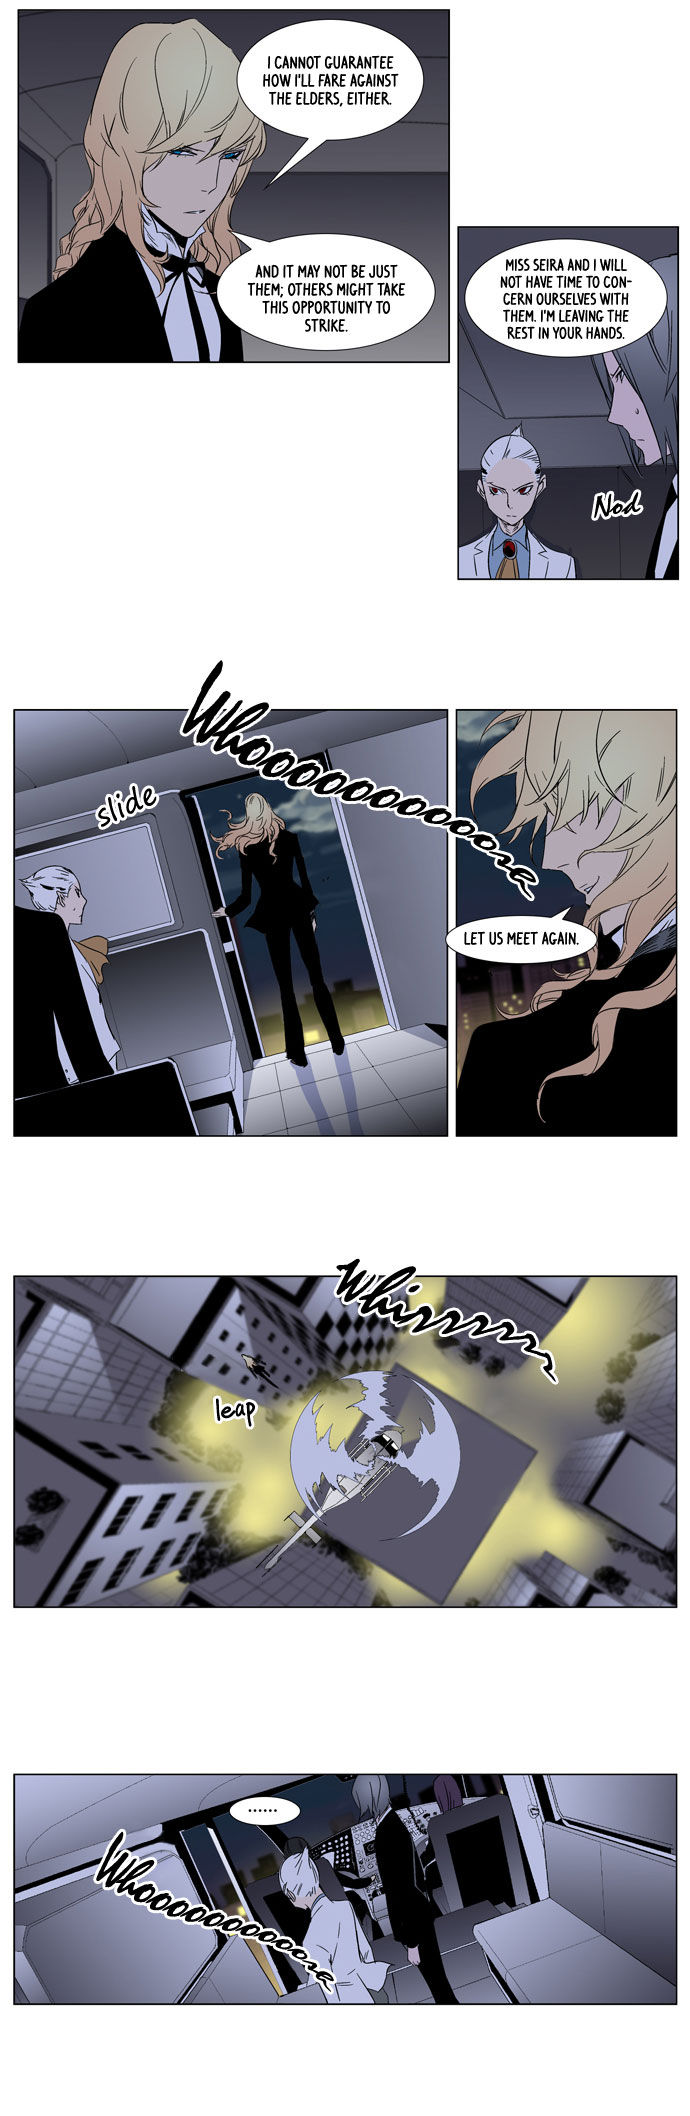 I CANNOT GUARANTEE
HOW I'LL FARE AGAINST
THE ELDERS, EITHER.
AND IT MAY NOT BE JUST
THEM; OTHERS MIGHT TAKE
THIS OPPORTUNITY TO
STRIKE.
MISS SEIRA AND I WILL
NOT HAVE TIME TO CON-
CERN OURSELVES WITH
THEM. I'M LEAVING THE
REST IN YOUR HANDS.
Nod
Whooooooooooosh
slide
LET US MEET AGAIN.
Whirrrrrr
leap
......
Whooooooooooosh